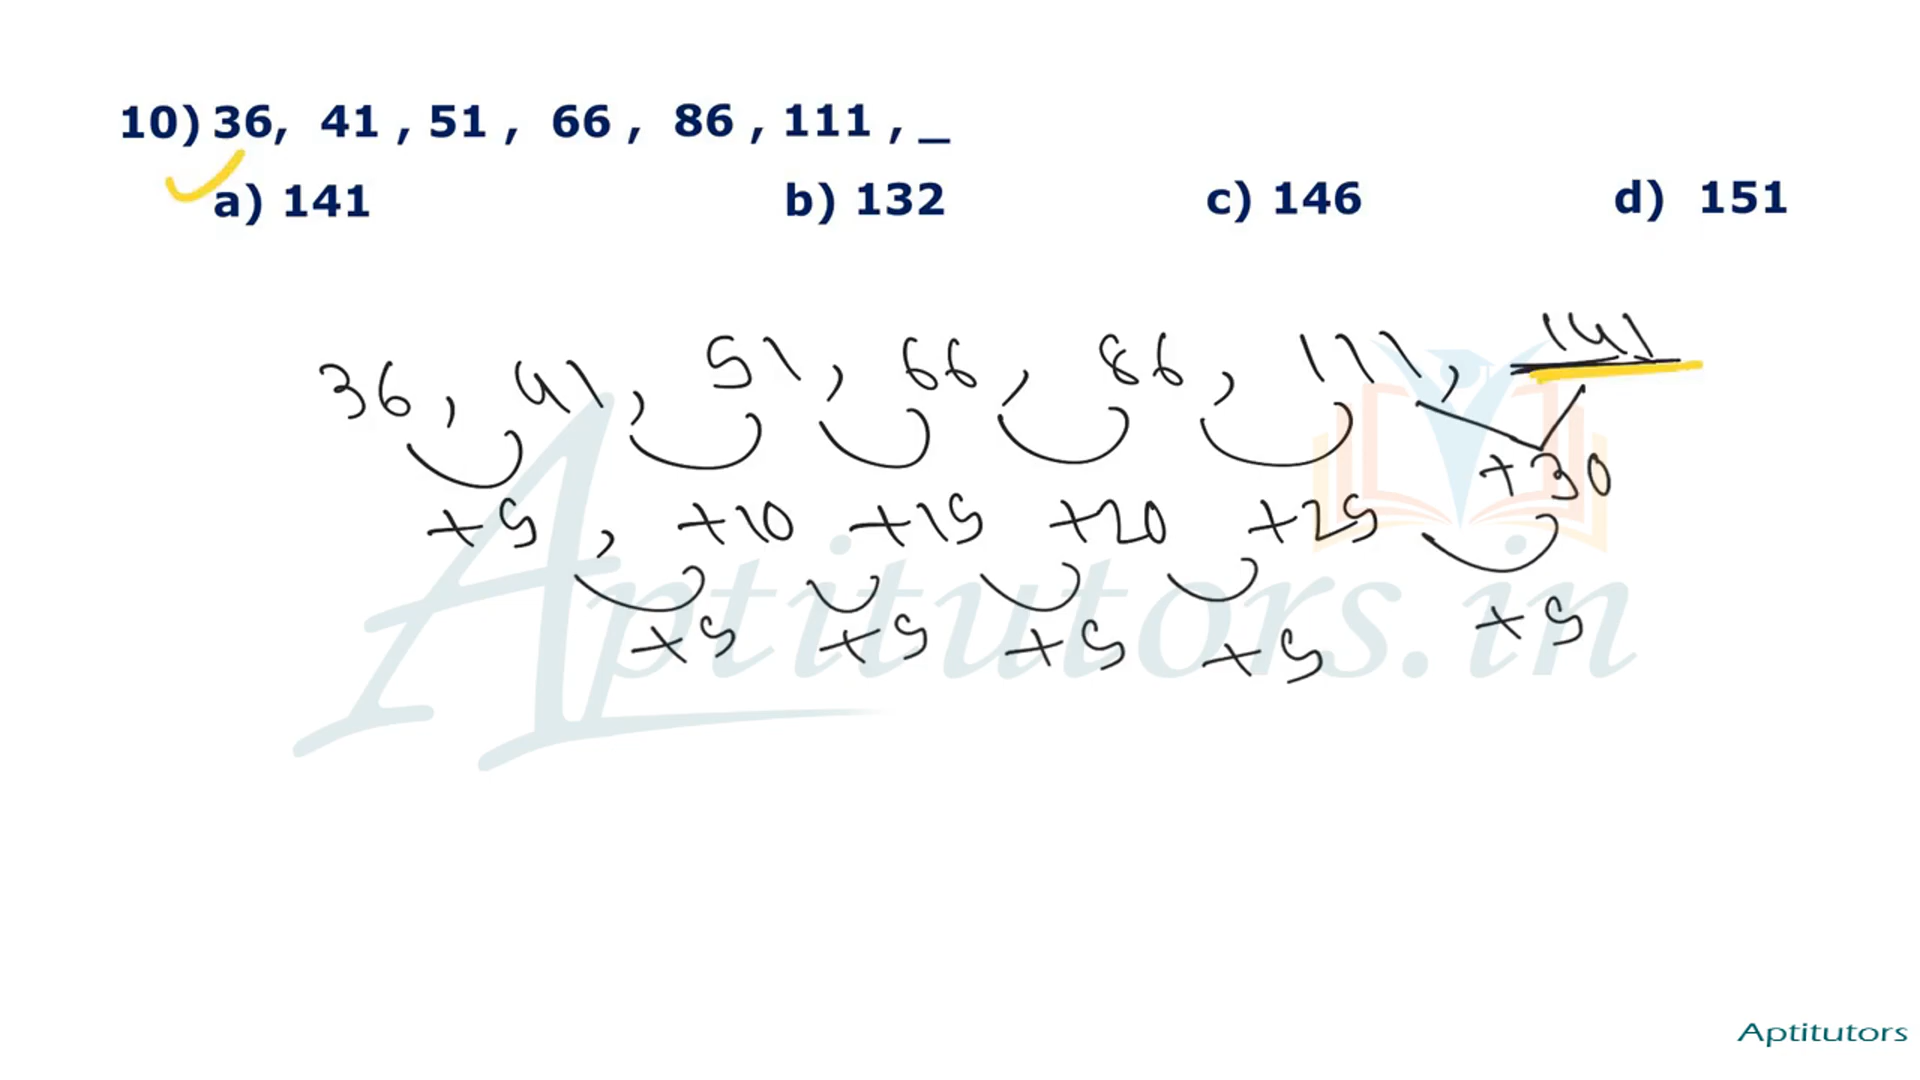 10) 36, 41 , 51 , 66 , 86 , 111 , _
a) 141 b) 132 c) 146 d) 151
36, 41, 51, 66, 86, 111, 141
+5, +10 +15 +20 +25 +30
+5 +5 +5 +5 +5
Aptitutors.in
Aptitutors